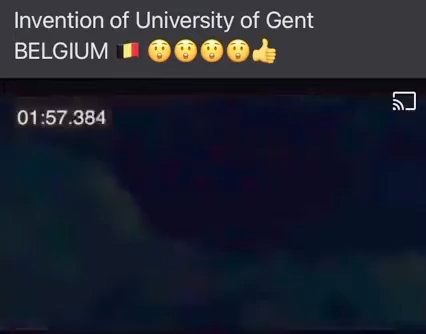 Invention of University of Gent
BELGIUM 🇧🇪 😲😲😲😲👍
01:57.384